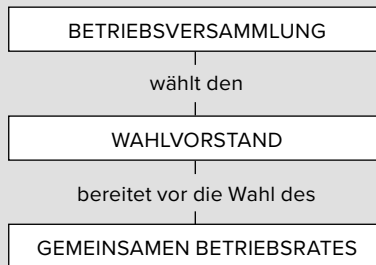 BETRIEBSVERSAMMLUNG
wählt den
WAHLVORSTAND
bereitet vor die Wahl des
GEMEINSAMEN BETRIEBSRATES